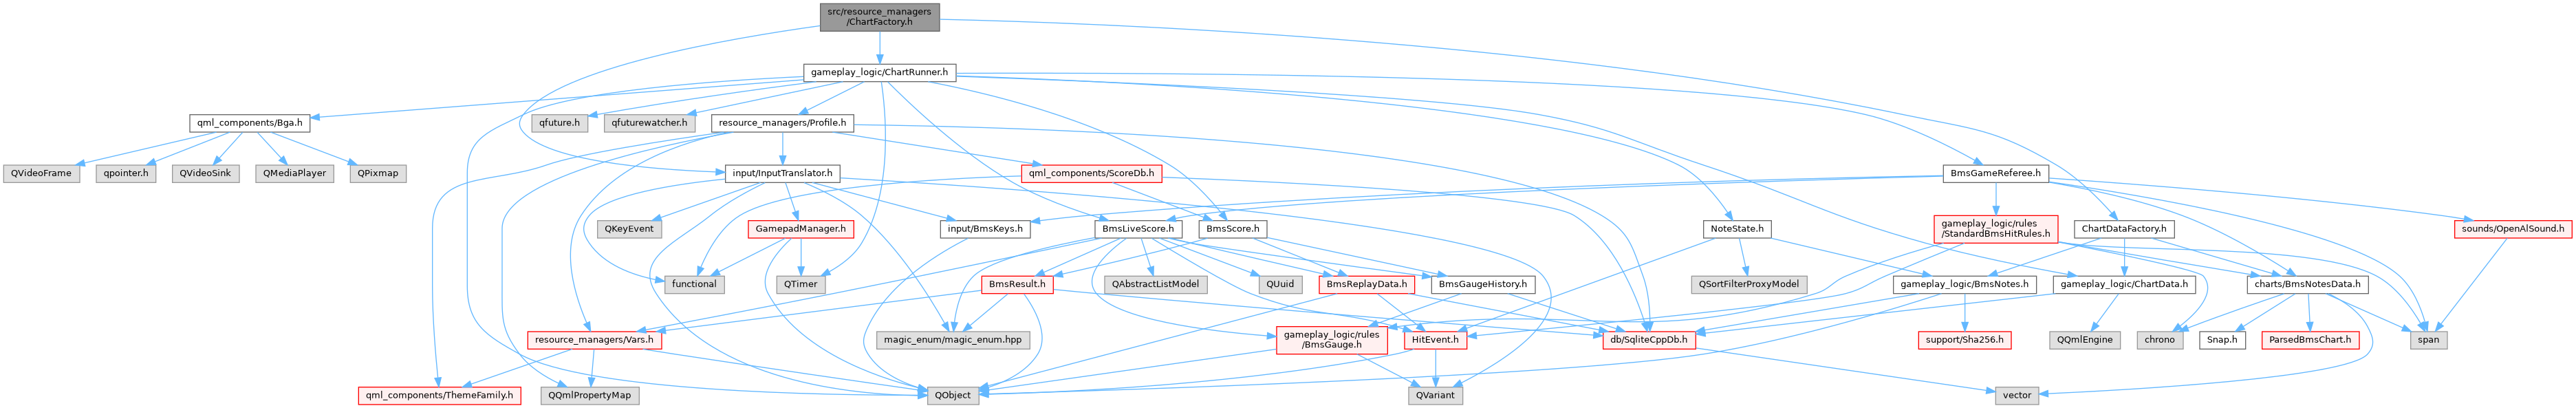 src/resource_managers
/ChartFactory.h
gameplay_logic/ChartRunner.h
qml_components/Bga.h
qfuture.h
qfuturewatcher.h
resource_managers/Profile.h
QVideoFrame
qpointer.h
QVideoSink
QMediaPlayer
QPixmap
input/InputTranslator.h
qml_components/ScoreDb.h
BmsGameReferee.h
QKeyEvent
GamepadManager.h
input/BmsKeys.h
BmsLiveScore.h
BmsScore.h
NoteState.h
gameplay_logic/rules
/StandardBmsHitRules.h
ChartDataFactory.h
sounds/OpenAlSound.h
functional
QTimer
BmsResult.h
QAbstractListModel
QUuid
BmsReplayData.h
BmsGaugeHistory.h
QSortFilterProxyModel
gameplay_logic/BmsNotes.h
gameplay_logic/ChartData.h
charts/BmsNotesData.h
resource_managers/Vars.h
magic_enum/magic_enum.hpp
gameplay_logic/rules
/BmsGauge.h
HitEvent.h
db/SqliteCppDb.h
support/Sha256.h
QQmlEngine
chrono
Snap.h
ParsedBmsChart.h
span
qml_components/ThemeFamily.h
QQmlPropertyMap
QObject
QVariant
vector